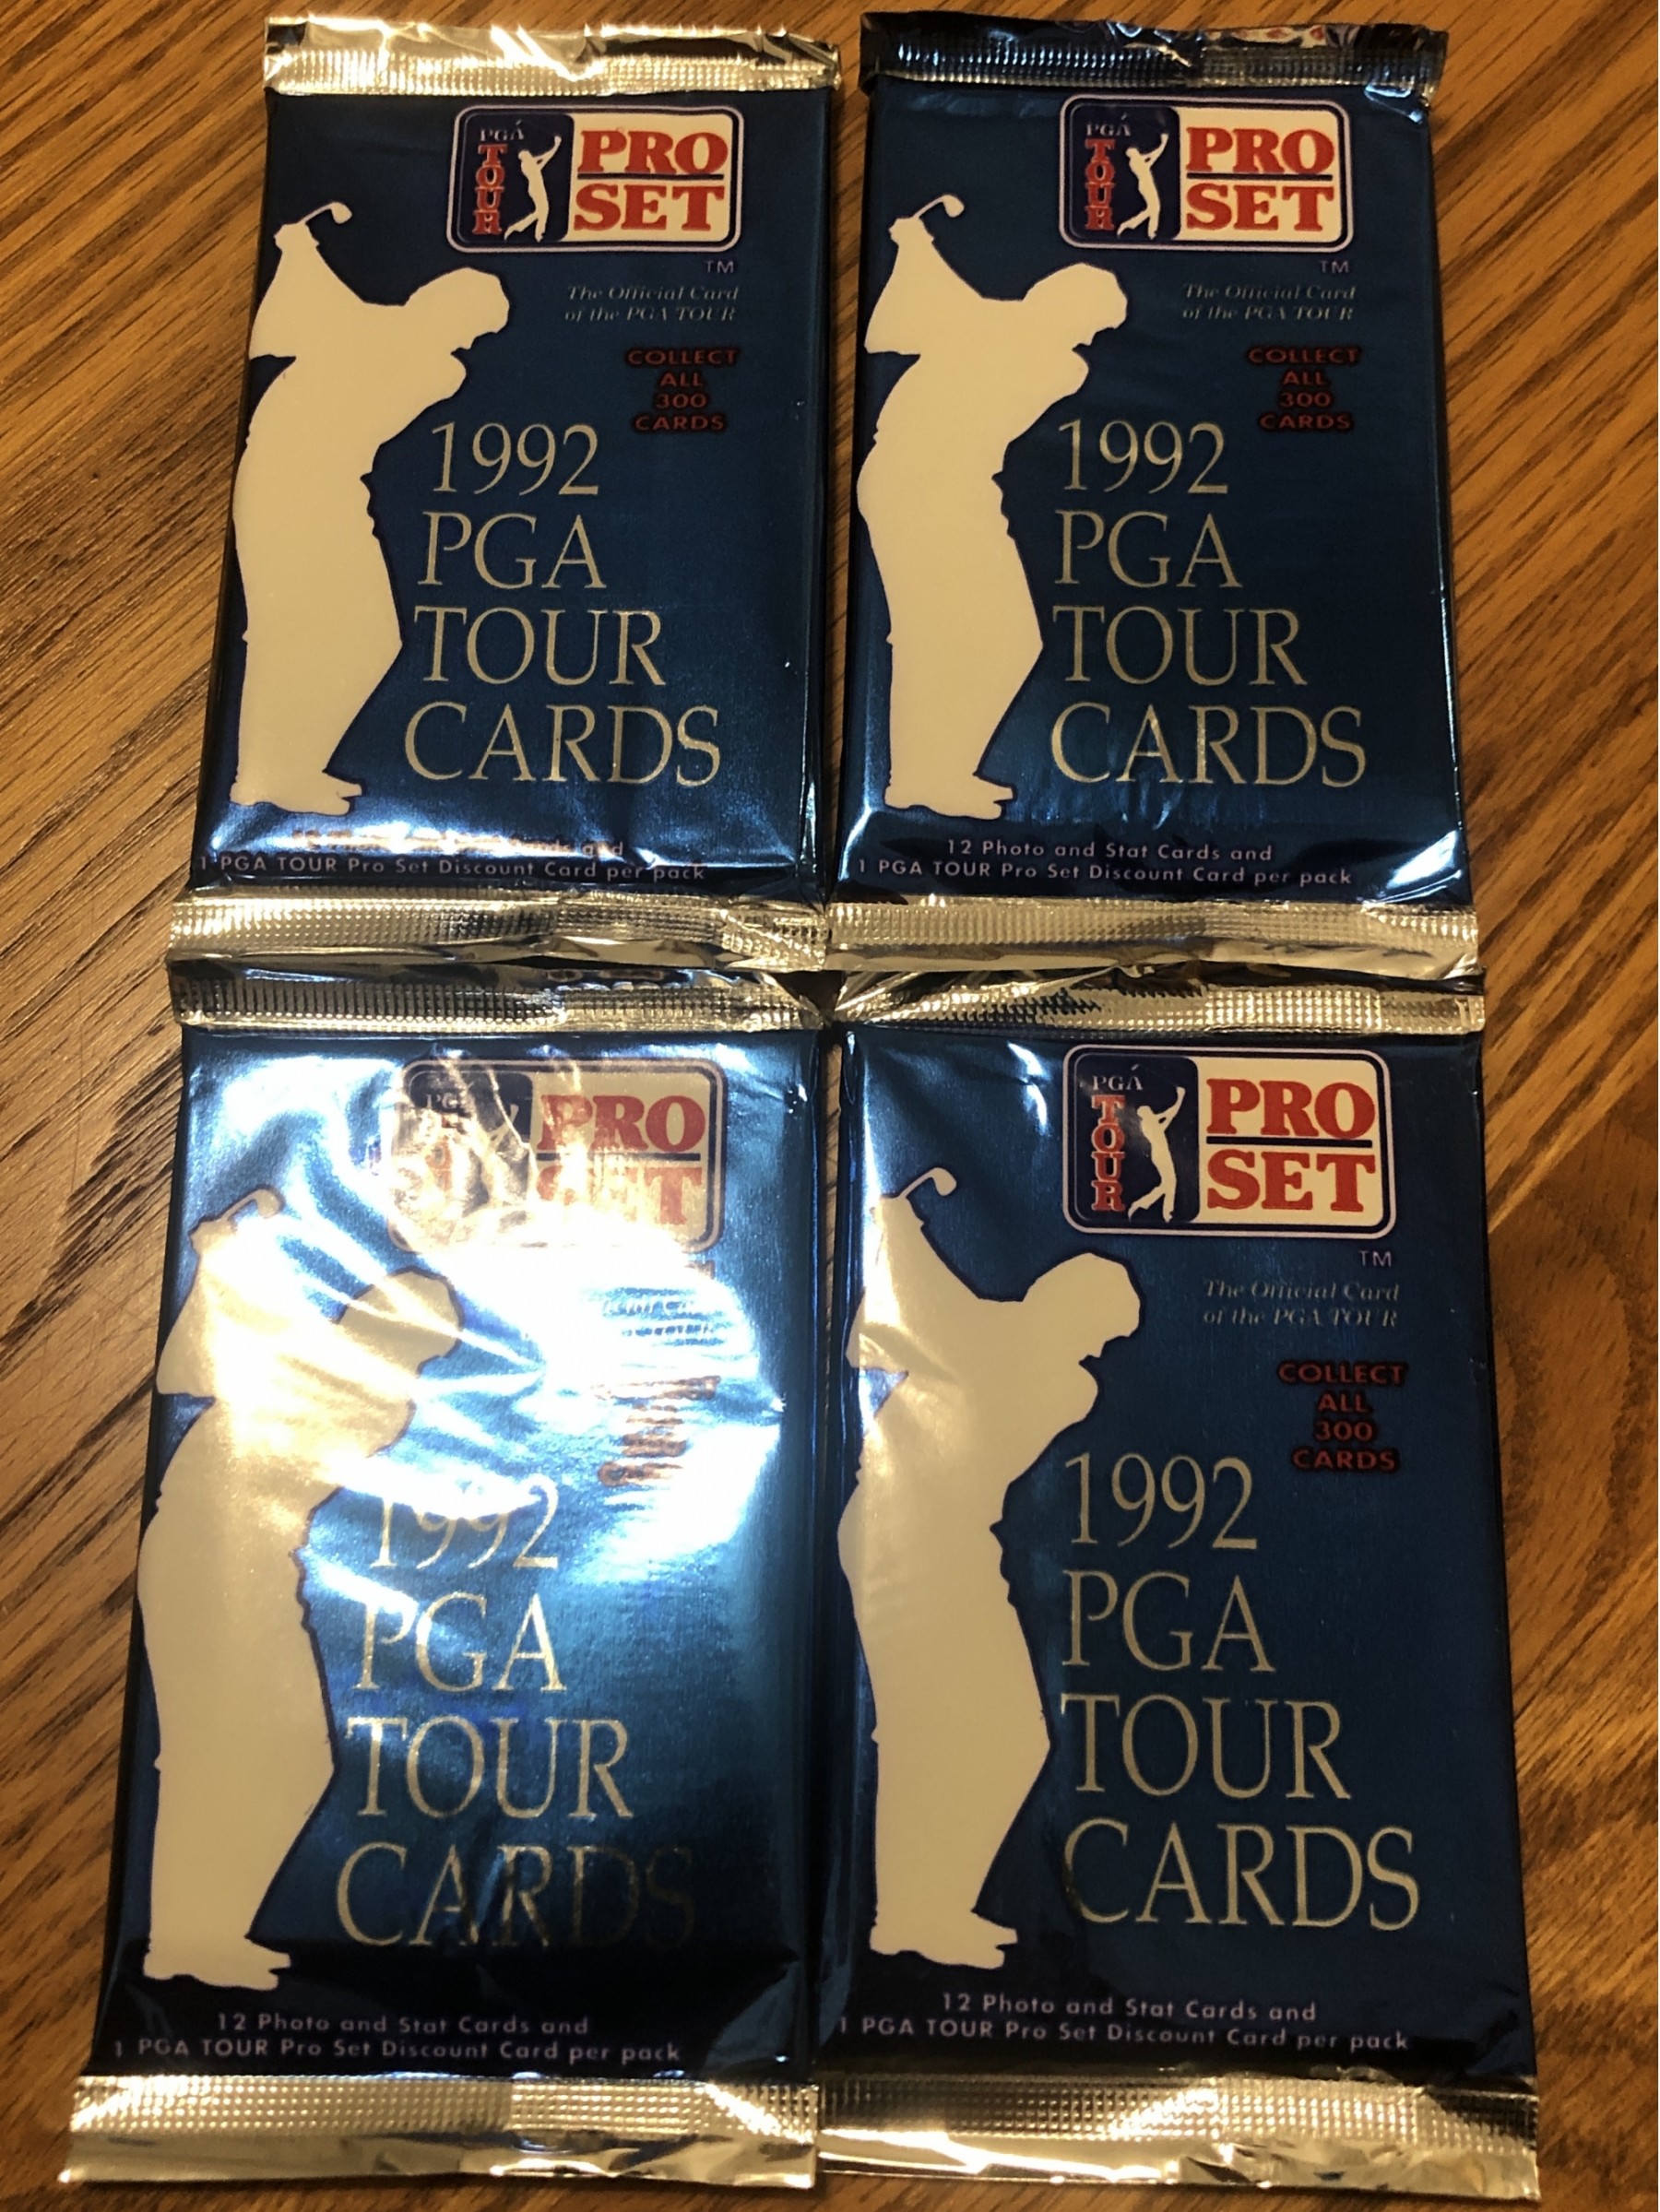 PGA
TOUR
PRO
SET
TM
The Official Card
of the PGA TOUR
COLLECT
ALL
300
CARDS
1992
PGA
TOUR
CARDS
Cards and
1 PGA TOUR Pro Set Discount Card per pack
PGA
TOUR
PRO
SET
TM
The Official Card
of the PGA TOUR
COLLECT
ALL
300
CARDS
1992
PGA
TOUR
CARDS
12 Photo and Stat Cards and
1 PGA TOUR Pro Set Discount Card per pack
PRO
SET
1992
PGA
TOUR
CARDS
12 Photo and Stat Cards and
1 PGA TOUR Pro Set Discount Card per pack
PGA
TOUR
PRO
SET
TM
The Official Card
of the PGA TOUR
COLLECT
ALL
300
CARDS
1992
PGA
TOUR
CARDS
12 Photo and Stat Cards and
1 PGA TOUR Pro Set Discount Card per pack